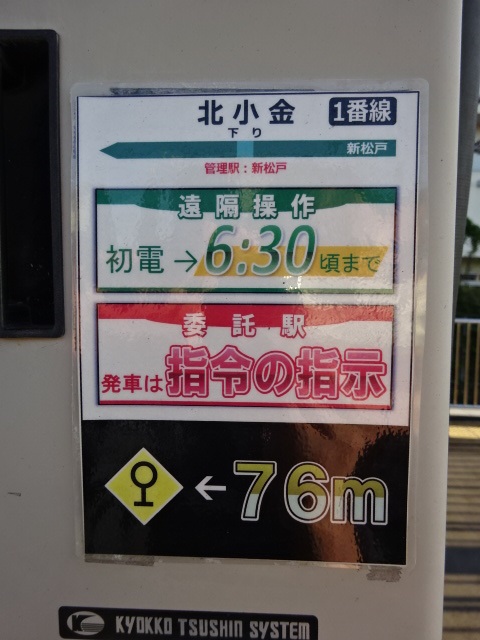 北小金 1番線
下り
新松戸
管理駅：新松戸
遠隔操作
初電→6:30頃まで
委託駅
発車は指令の指示
←76m
KYOKKO TSUSHIN SYSTEM